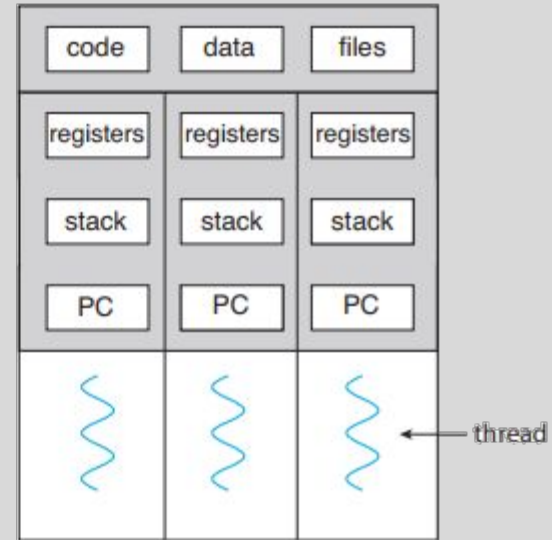 code data files
registers registers registers
stack stack stack
PC PC PC
thread